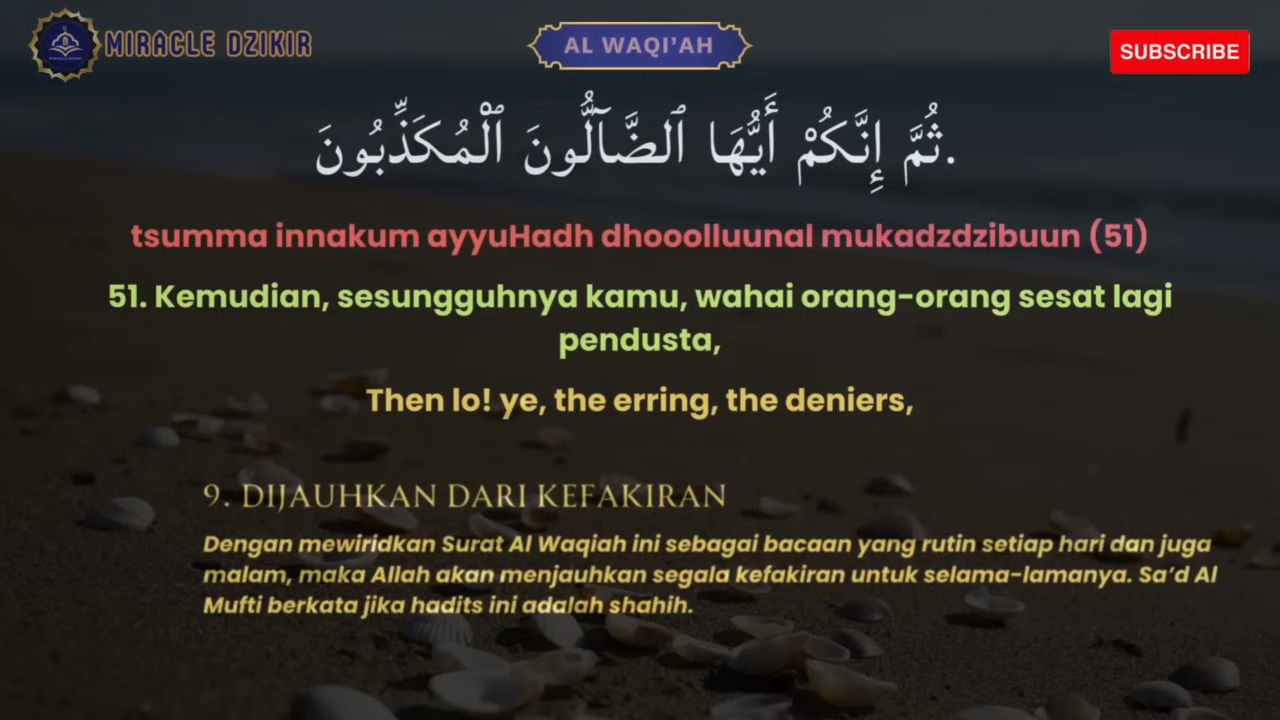 MIRACLE DZIKIR
AL WAQI'AH
SUBSCRIBE
ثُمَّ إِنَّكُمْ أَيُّهَا ٱلضَّآلُّونَ ٱلْمُكَذِّبُونَ.
tsumma innakum ayyuHadh dhooolluunal mukadzdzibuun (51)
51. Kemudian, sesungguhnya kamu, wahai orang-orang sesat lagi
pendusta,
Then lo! ye, the erring, the deniers,
9. DIJAUHKAN DARI KEFAKIRAN
Dengan mewiridkan Surat Al Waqiah ini sebagai bacaan yang rutin setiap hari dan juga
malam, maka Allah akan menjauhkan segala kefakiran untuk selama-lamanya. Sa'd Al
Mufti berkata jika hadits ini adalah shahih.